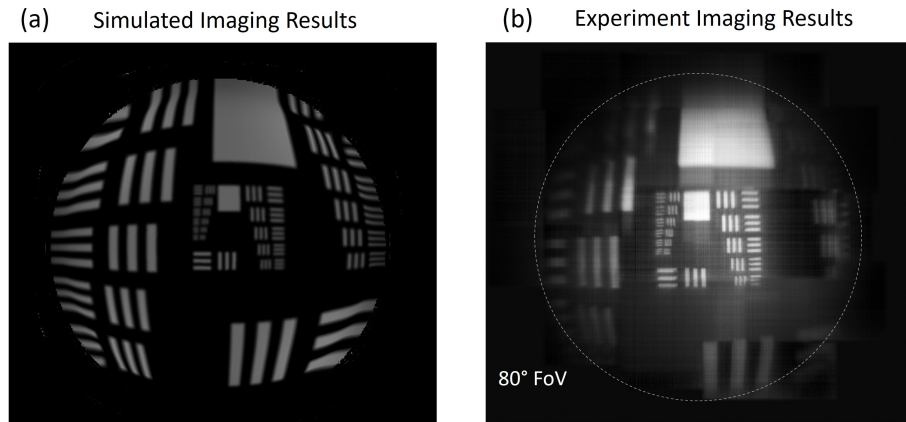 (a) Simulated Imaging Results
(b) Experiment Imaging Results
80° FoV